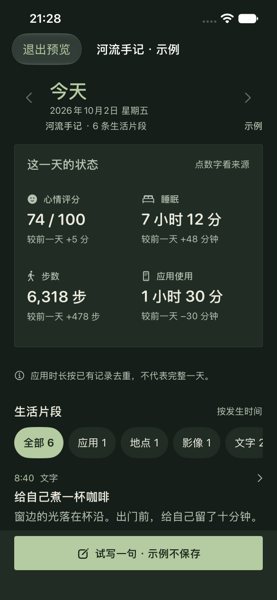 21:28
退出预览
河流手记 · 示例
今天
2026年10月2日 星期五
河流手记 · 6 条生活片段
示例
这一天的状态
点数字看来源
心情评分
睡眠
74 / 100
7 小时 12 分
较前一天 +5 分
较前一天 +48 分钟
步数
应用使用
6,318 步
1 小时 30 分
较前一天 +478 步
较前一天 −30 分钟
应用时长按已有记录去重，不代表完整一天。
生活片段
按发生时间
全部 6
应用 1
地点 1
影像 1
文字 2
8:40 文字
给自己煮一杯咖啡
窗边的光落在杯沿。出门前，给自己留了十分钟。
试写一句 · 示例不保存